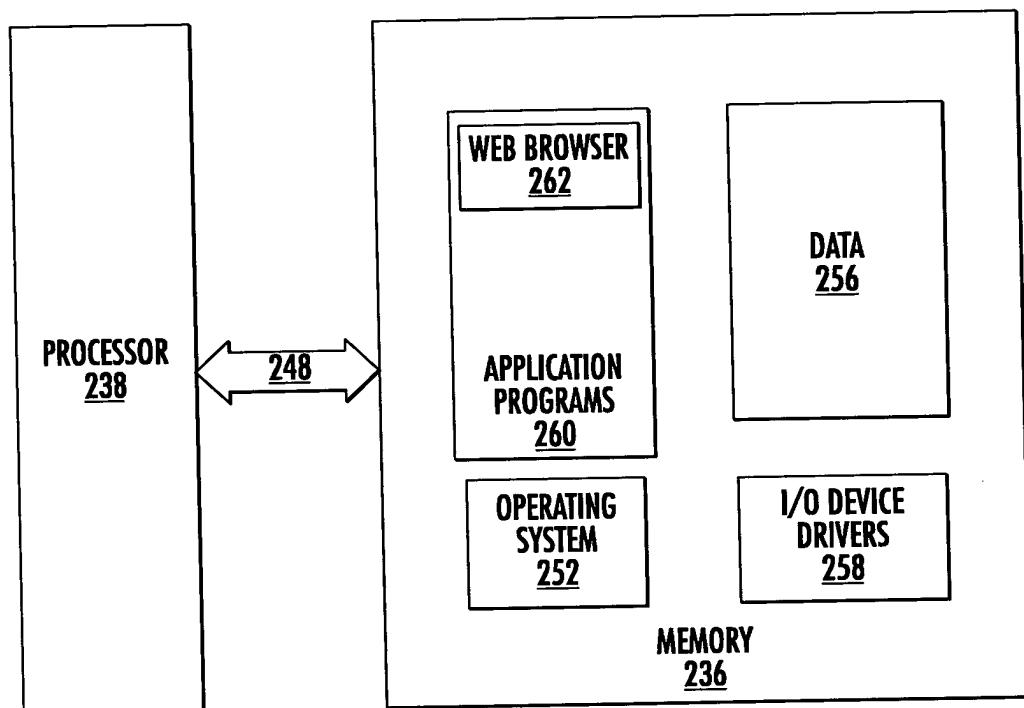 PROCESSOR
238
248
WEB BROWSER
262
APPLICATION
PROGRAMS
260
DATA
256
OPERATING
SYSTEM
252
I/O DEVICE
DRIVERS
258
MEMORY
236